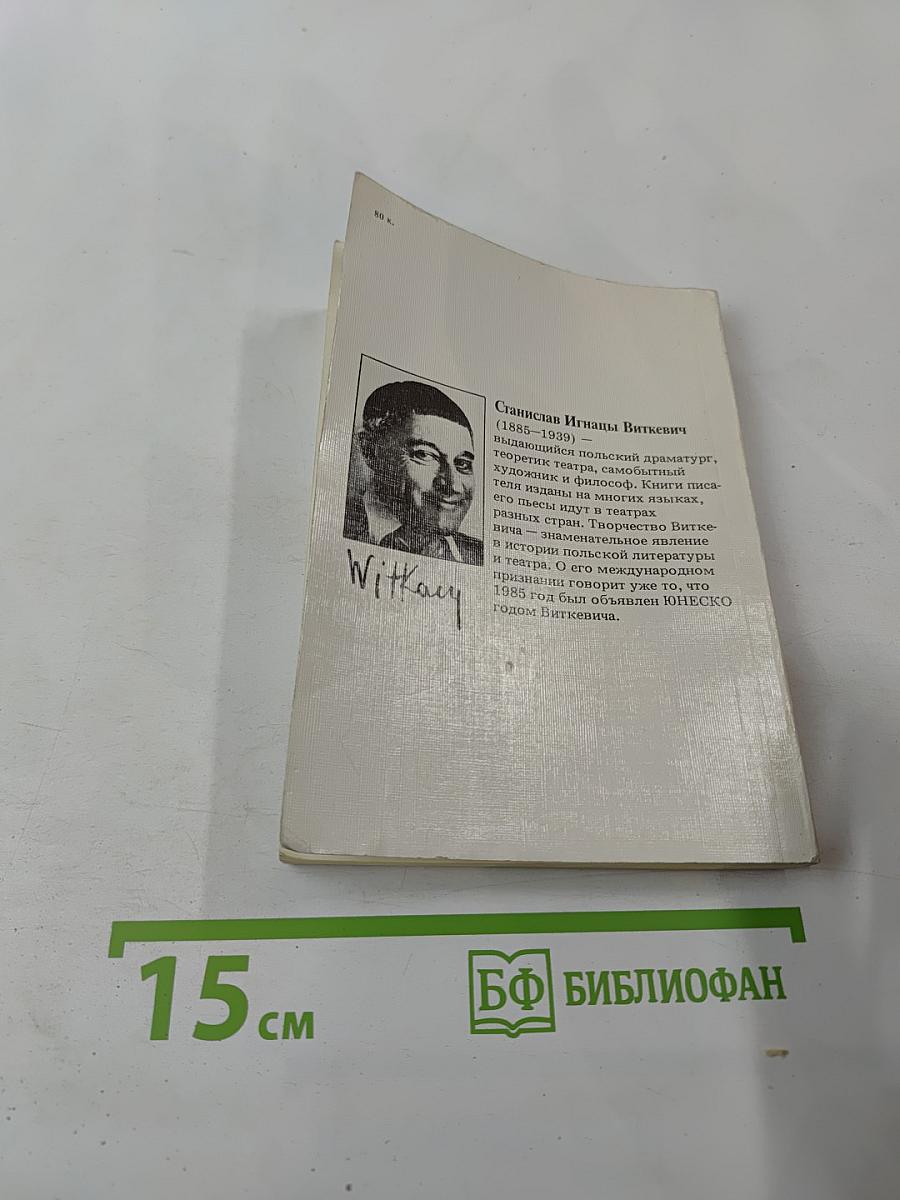 80 к.
Станислав Игнацы Виткевич
(1885—1939) —
выдающийся польский драматург,
теоретик театра, самобытный
художник и философ. Книги писа-
теля изданы на многих языках,
его пьесы идут в театрах
разных стран. Творчество Витке-
вича — знаменательное явление
в истории польской литературы
и театра. О его международном
признании говорит уже то, что
1985 год был объявлен ЮНЕСКО
годом Виткевича.
Witkacy
15 см
БФ БИБЛИОФАН